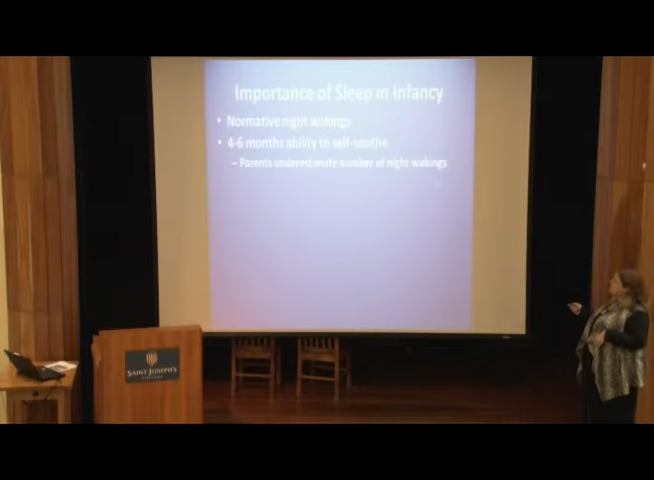 Importance of Sleep in Infancy
• Normative night wakings
• 4-6 months ability to self-soothe
– Parents underestimate number of night wakings
SAINT JOSEPH'S
COLLEGE